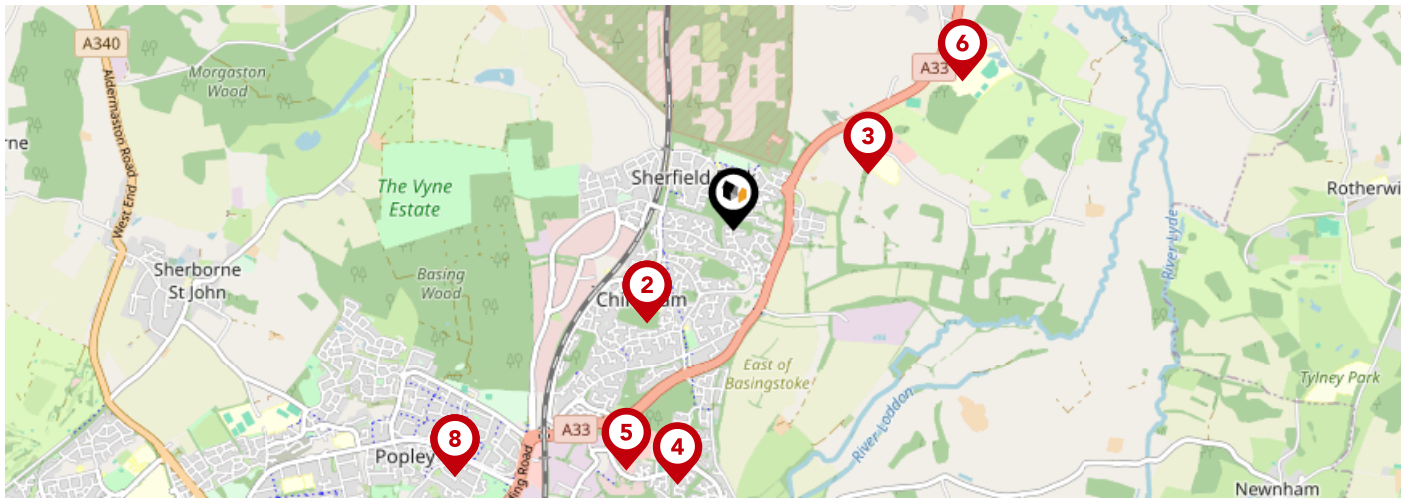 A340
6
A33
Morgaston
Wood
3
rne
Aldermaston Road
Sherfield
The Vyne
Estate
Rotherwi
West End
River Lyde
Sherborne
St John
Basing
Wood
2
Chi
am
East of
Basingstoke
Tylney Park
River Loddon
8
A33
5
4
Popley
ing Road
Newnham